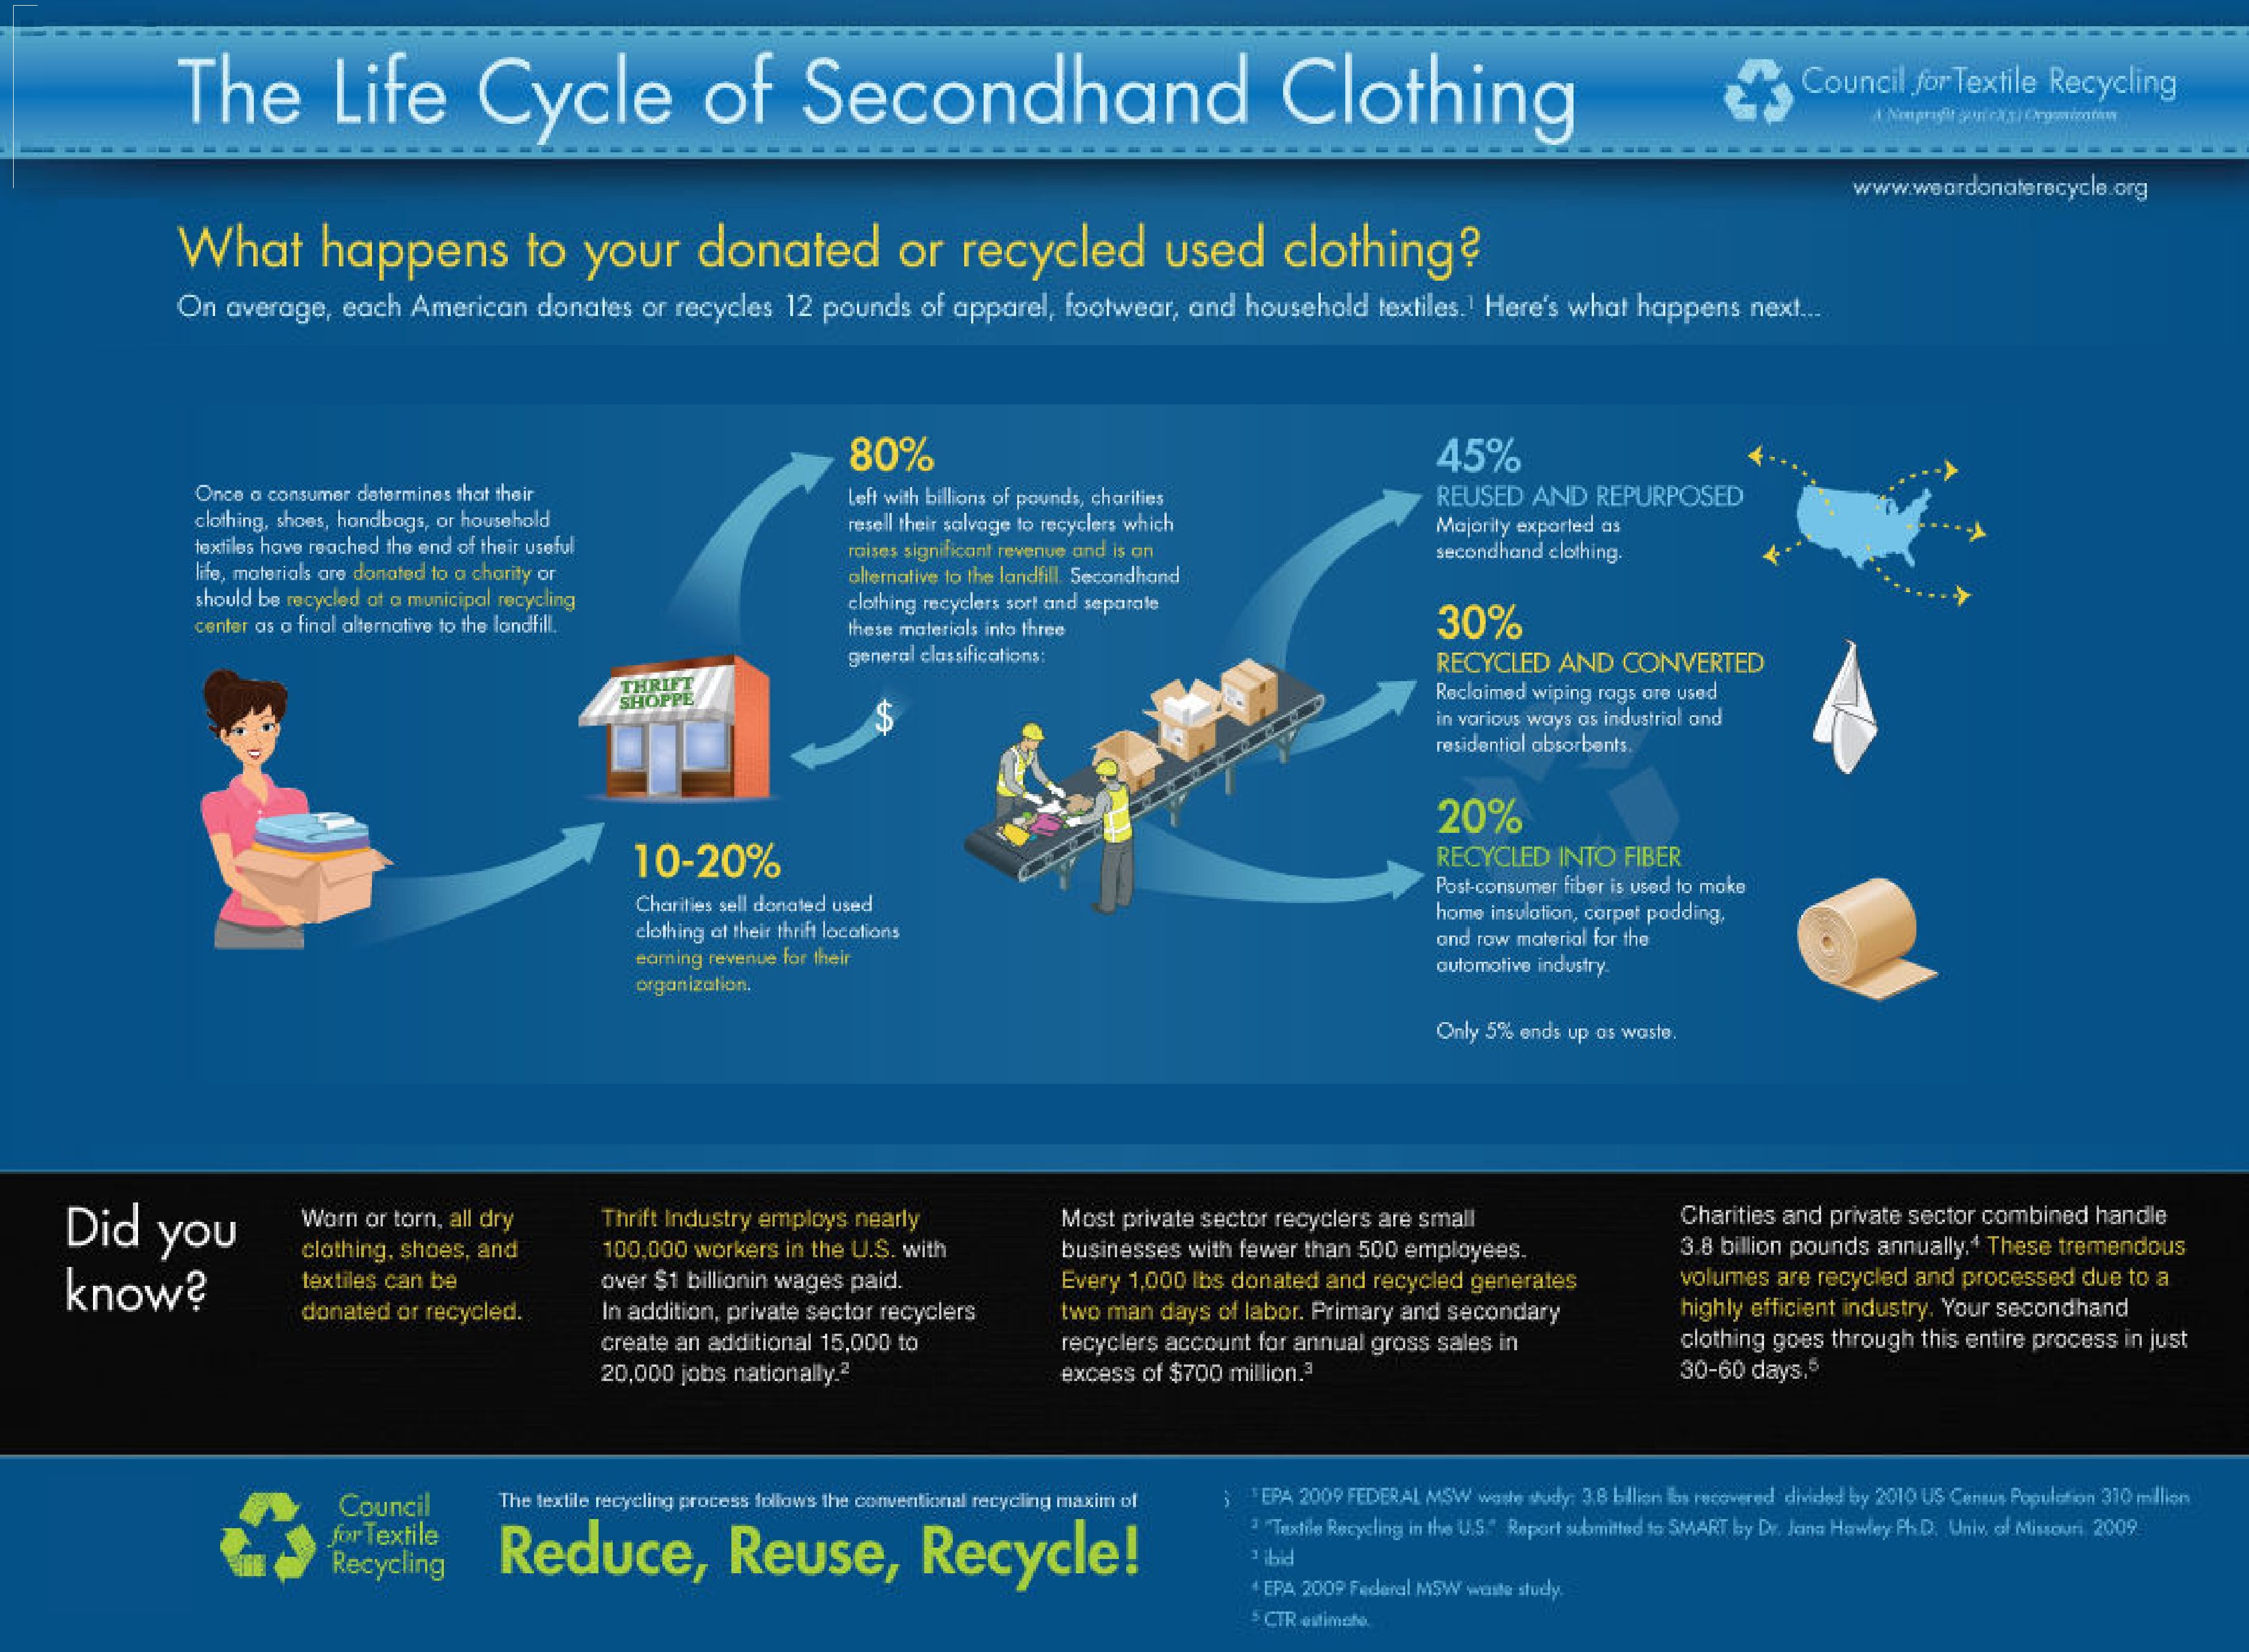 The Life Cycle of Secondhand Clothing
Council for Textile Recycling
A Nonprofit 501(c)(3) Organization
www.weardonaterecycle.org
What happens to your donated or recycled used clothing?
On average, each American donates or recycles 12 pounds of apparel, footwear, and household textiles.¹ Here's what happens next...
Once a consumer determines that their
clothing, shoes, handbags, or household
textiles have reached the end of their useful
life, materials are donated to a charity or
should be recycled at a municipal recycling
center as a final alternative to the landfill.
THRIFT
SHOPPE
10-20%
Charities sell donated used
clothing at their thrift locations
earning revenue for their
organization.
80%
Left with billions of pounds, charities
resell their salvage to recyclers which
raises significant revenue and is an
alternative to the landfill. Secondhand
clothing recyclers sort and separate
these materials into three
general classifications:
$
45%
REUSED AND REPURPOSED
Majority exported as
secondhand clothing.
30%
RECYCLED AND CONVERTED
Reclaimed wiping rags are used
in various ways as industrial and
residential absorbents.
20%
RECYCLED INTO FIBER
Post-consumer fiber is used to make
home insulation, carpet padding,
and raw material for the
automotive industry.
Only 5% ends up as waste.
Did you
know?
Worn or torn, all dry
clothing, shoes, and
textiles can be
donated or recycled.
Thrift Industry employs nearly
100,000 workers in the U.S. with
over $1 billionin wages paid.
In addition, private sector recyclers
create an additional 15,000 to
20,000 jobs nationally.²
Most private sector recyclers are small
businesses with fewer than 500 employees.
Every 1,000 lbs donated and recycled generates
two man days of labor. Primary and secondary
recyclers account for annual gross sales in
excess of $700 million.³
Charities and private sector combined handle
3.8 billion pounds annually.⁴ These tremendous
volumes are recycled and processed due to a
highly efficient industry. Your secondhand
clothing goes through this entire process in just
30-60 days.⁵
Council
for Textile
Recycling
The textile recycling process follows the conventional recycling maxim of
Reduce, Reuse, Recycle!
¹ EPA 2009 FEDERAL MSW waste study: 3.8 billion lbs recovered divided by 2010 US Census Population 310 million
² "Textile Recycling in the U.S." Report submitted to SMART by Dr. Jana Hawley Ph.D. Univ. of Missouri. 2009
³ ibid
⁴ EPA 2009 Federal MSW waste study.
⁵ CTR estimate.